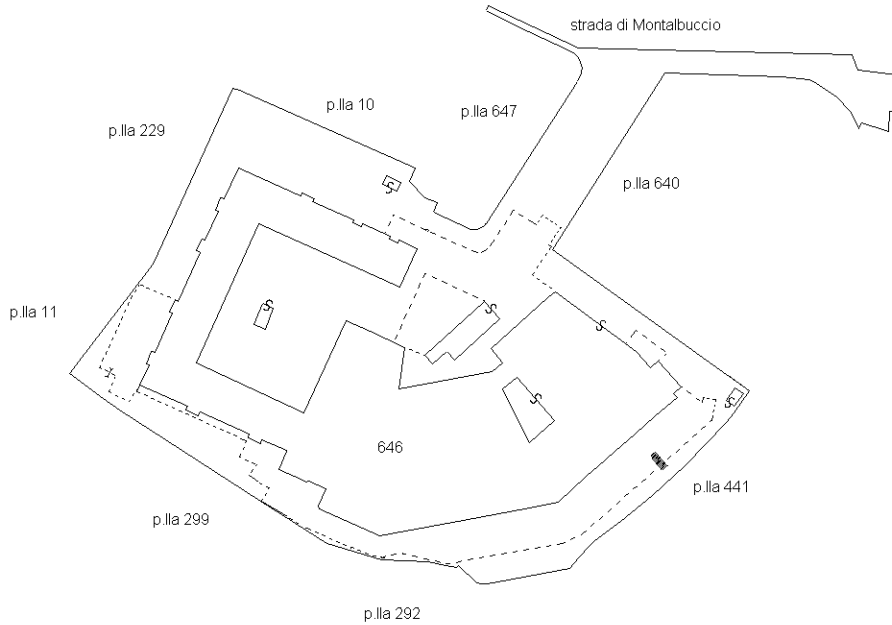 strada di Montalbuccio
p.lla 10
p.lla 647
p.lla 229
p.lla 640
p.lla 11
646
p.lla 441
p.lla 299
p.lla 292